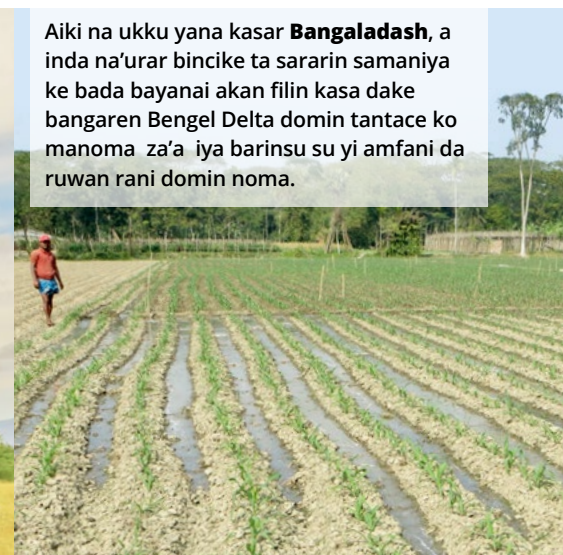 Aiki na ukku yana kasar Bangaladash, a
inda na'urar bincike ta sararin samaniya
ke bada bayanai akan filin kasa dake
bangaren Bengel Delta domin tantace ko
manoma za'a iya barinsu su yi amfani da
ruwan rani domin noma.